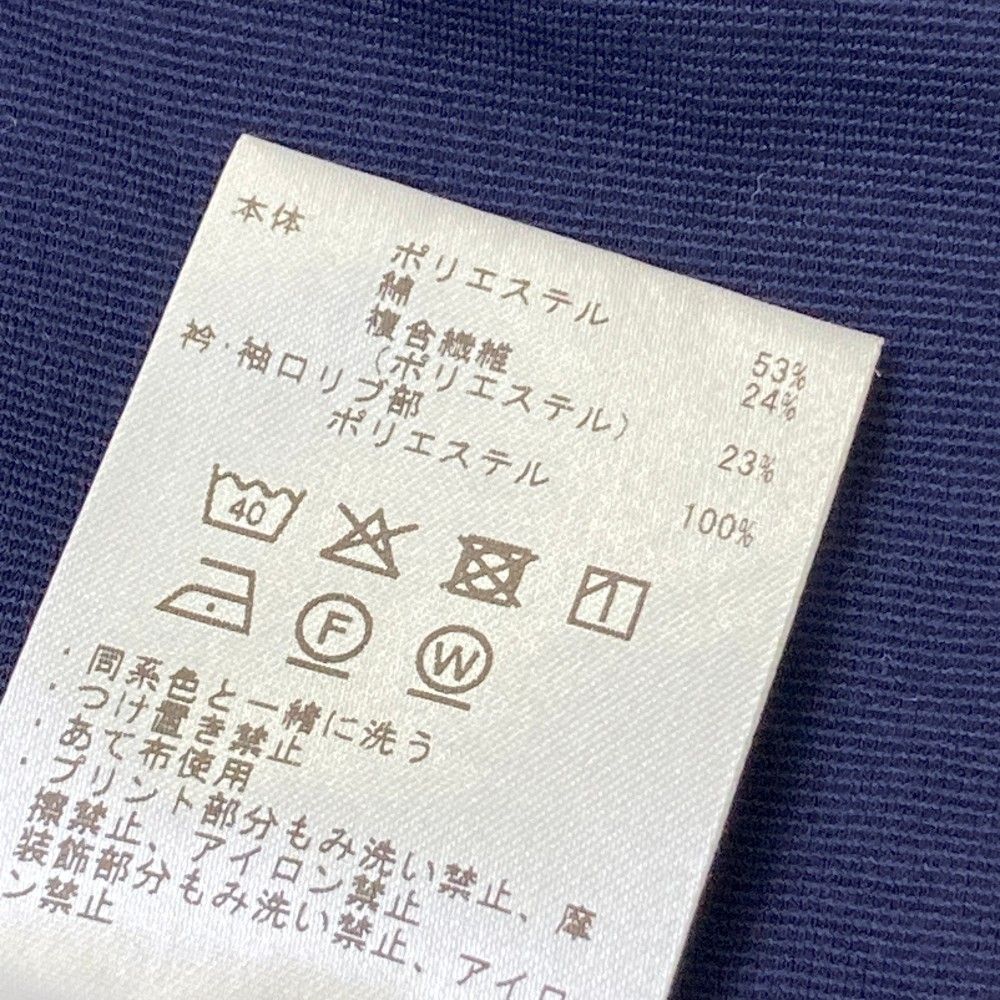 本体
ポリエステル 53%
綿 24%
複合繊維
(ポリエステル) 23%
衿・袖口リブ部
ポリエステル 100%
40
F
W
・同系色と一緒に洗う
・つけ置き禁止
・あて布使用
・プリント部分もみ洗い禁止、摩
擦禁止、アイロン禁止
装飾部分もみ洗い禁止、アイロ
ン禁止